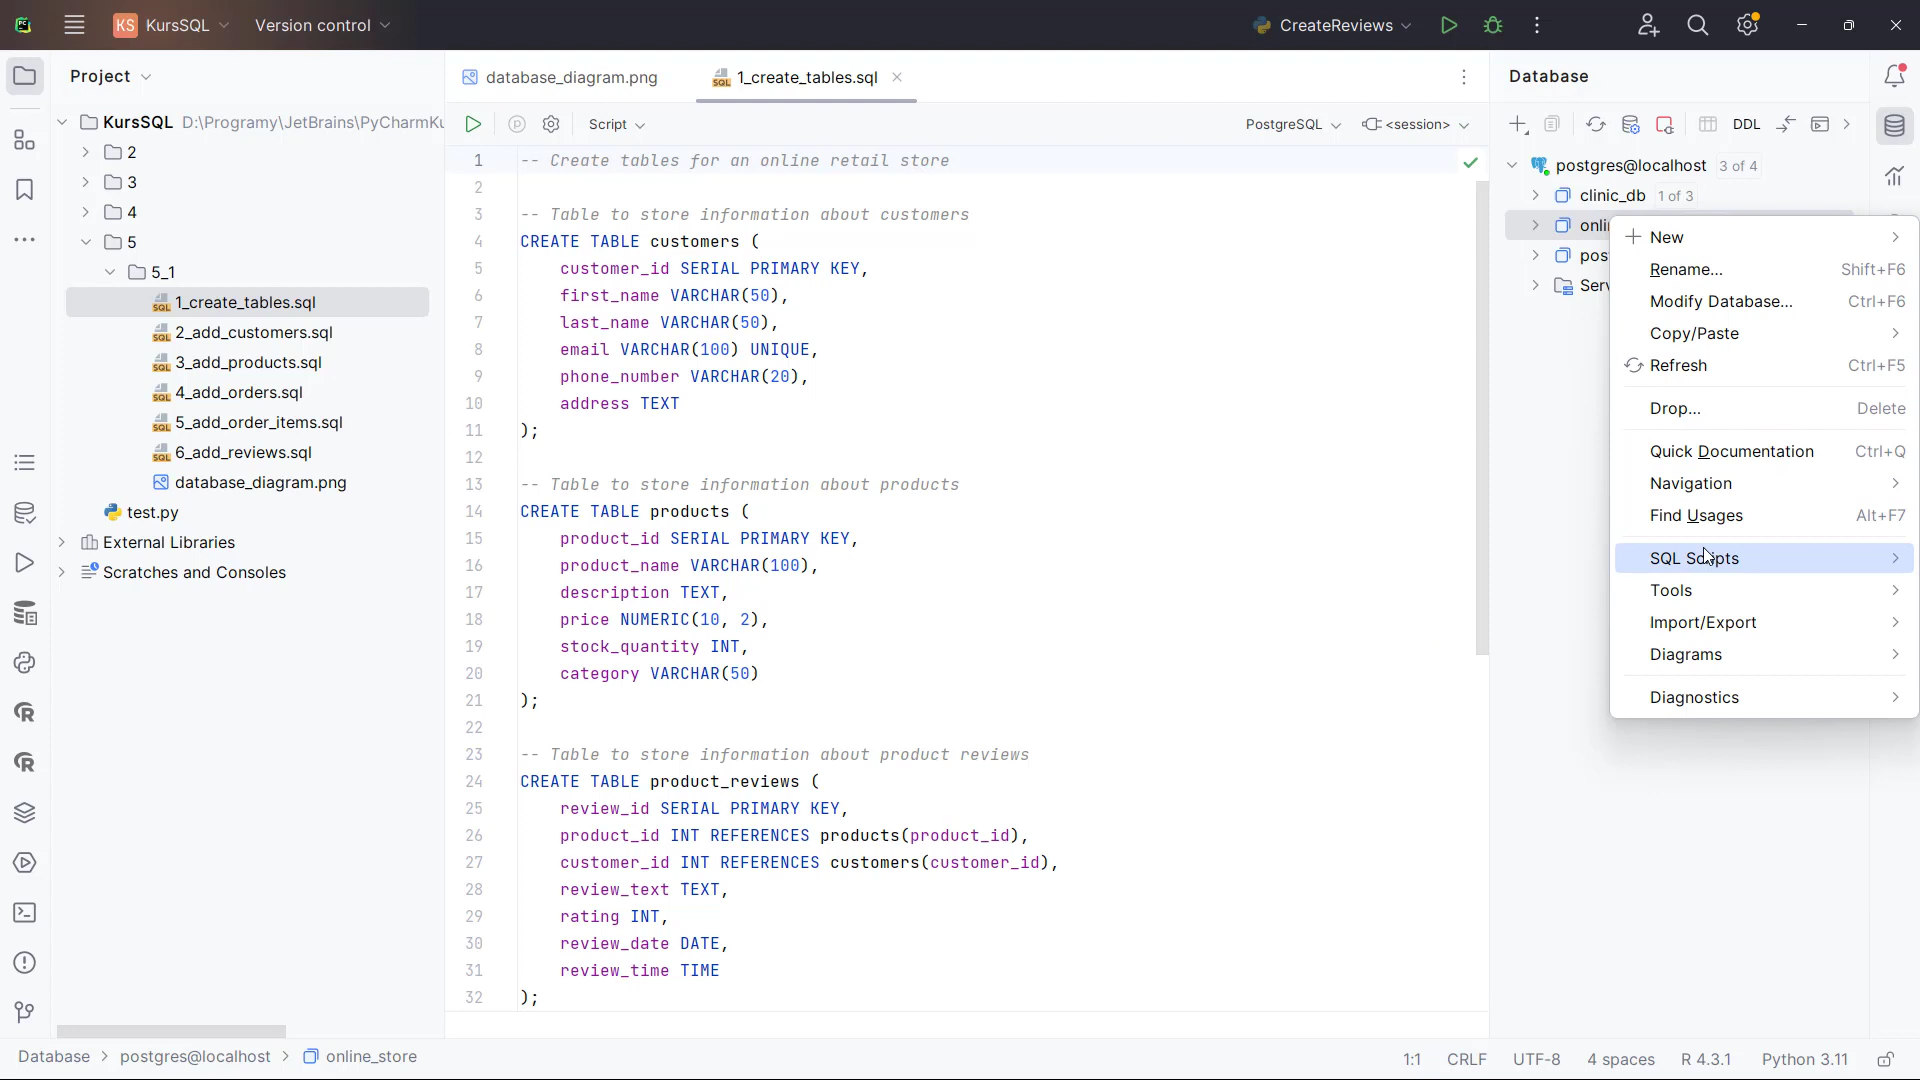 KS KursSQL
Version control
CreateReviews
Project
KursSQL D:\Programy\JetBrains\PyCharmKu
2
3
4
5
5_1
1_create_tables.sql
2_add_customers.sql
3_add_products.sql
4_add_orders.sql
5_add_order_items.sql
6_add_reviews.sql
database_diagram.png
test.py
External Libraries
Scratches and Consoles
database_diagram.png
1_create_tables.sql
Script
PostgreSQL
<session>
1 -- Create tables for an online retail store
2
3 -- Table to store information about customers
4 CREATE TABLE customers (
5 customer_id SERIAL PRIMARY KEY,
6 first_name VARCHAR(50),
7 last_name VARCHAR(50),
8 email VARCHAR(100) UNIQUE,
9 phone_number VARCHAR(20),
10 address TEXT
11 );
12
13 -- Table to store information about products
14 CREATE TABLE products (
15 product_id SERIAL PRIMARY KEY,
16 product_name VARCHAR(100),
17 description TEXT,
18 price NUMERIC(10, 2),
19 stock_quantity INT,
20 category VARCHAR(50)
21 );
22
23 -- Table to store information about product reviews
24 CREATE TABLE product_reviews (
25 review_id SERIAL PRIMARY KEY,
26 product_id INT REFERENCES products(product_id),
27 customer_id INT REFERENCES customers(customer_id),
28 review_text TEXT,
29 rating INT,
30 review_date DATE,
31 review_time TIME
32 );
Database
DDL
postgres@localhost 3 of 4
clinic_db 1 of 3
onli
pos
Serv
New
Rename... Shift+F6
Modify Database... Ctrl+F6
Copy/Paste
Refresh Ctrl+F5
Drop... Delete
Quick Documentation Ctrl+Q
Navigation
Find Usages Alt+F7
SQL Scripts
Tools
Import/Export
Diagrams
Diagnostics
Database > postgres@localhost > online_store
1:1 CRLF UTF-8 4 spaces R 4.3.1 Python 3.11